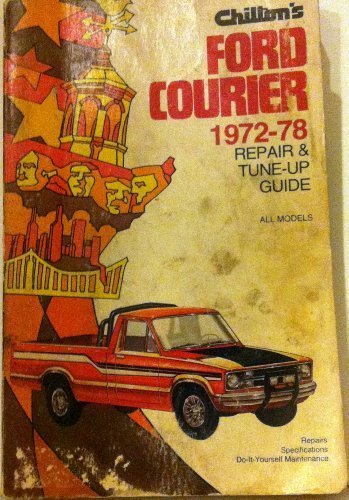 Chilton's
FORD
COURIER
1972-78
REPAIR &
TUNE-UP
GUIDE
ALL MODELS
Repairs
Specifications
Do-It-Yourself Maintenance